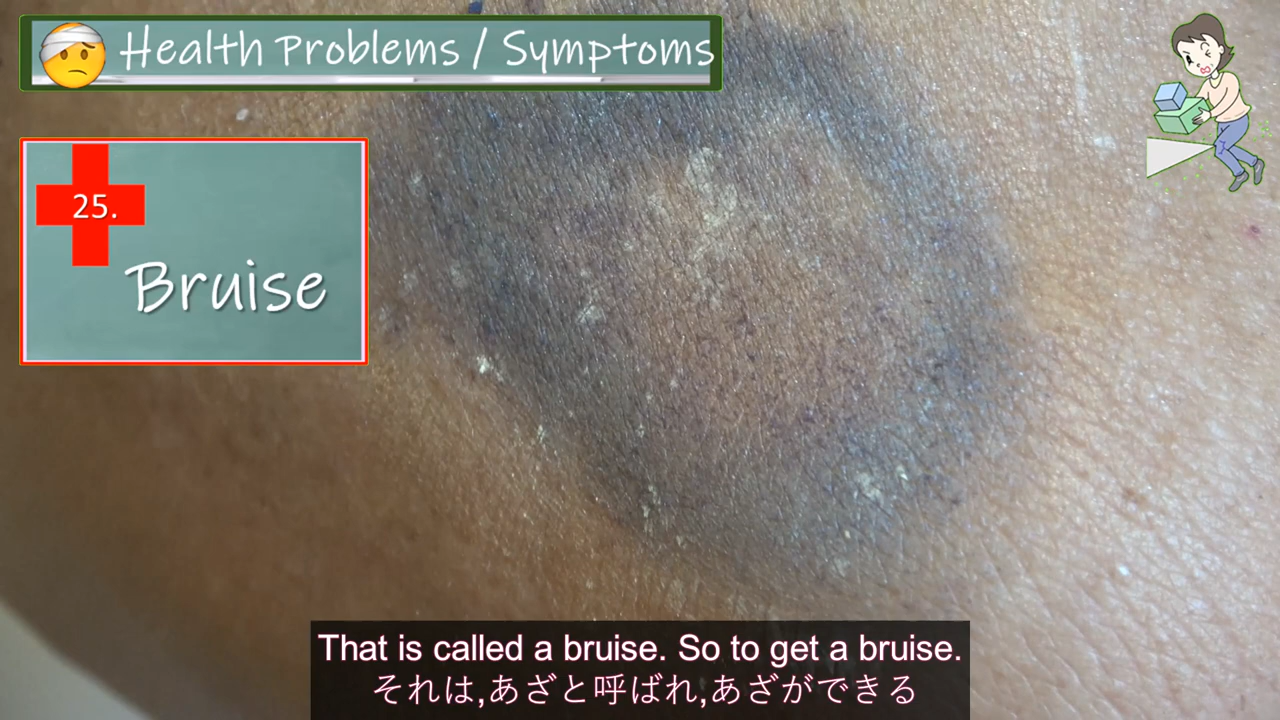 Health Problems / Symptoms
25.
Bruise
That is called a bruise. So to get a bruise.
それは,あざと呼ばれ,あざができる